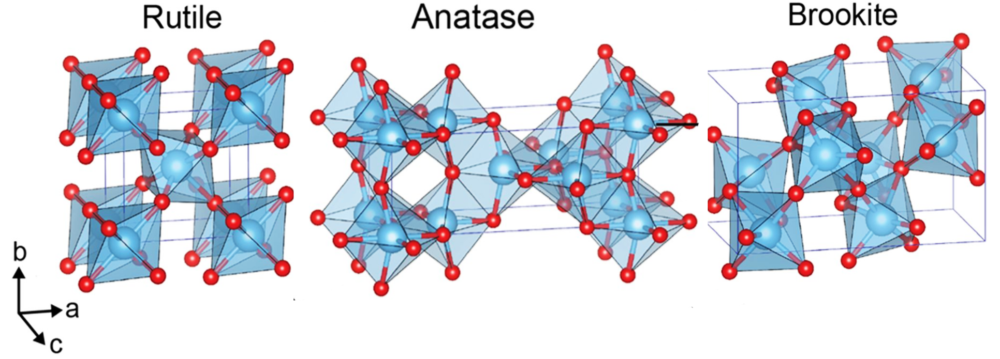 Rutile
Anatase
Brookite
b
a
c